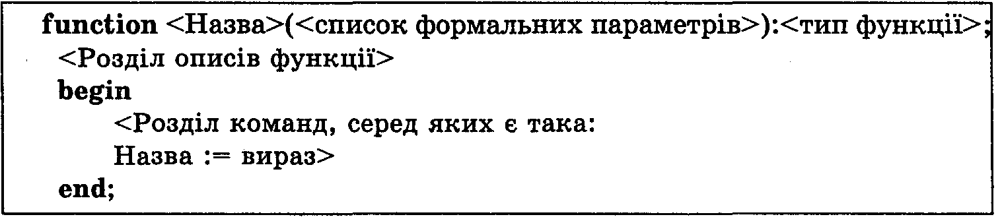 function <Назва>(<список формальних параметрів>):<тип функції>;
<Розділ описів функції>
begin
<Розділ команд, серед яких є така:
Назва := вираз>
end;